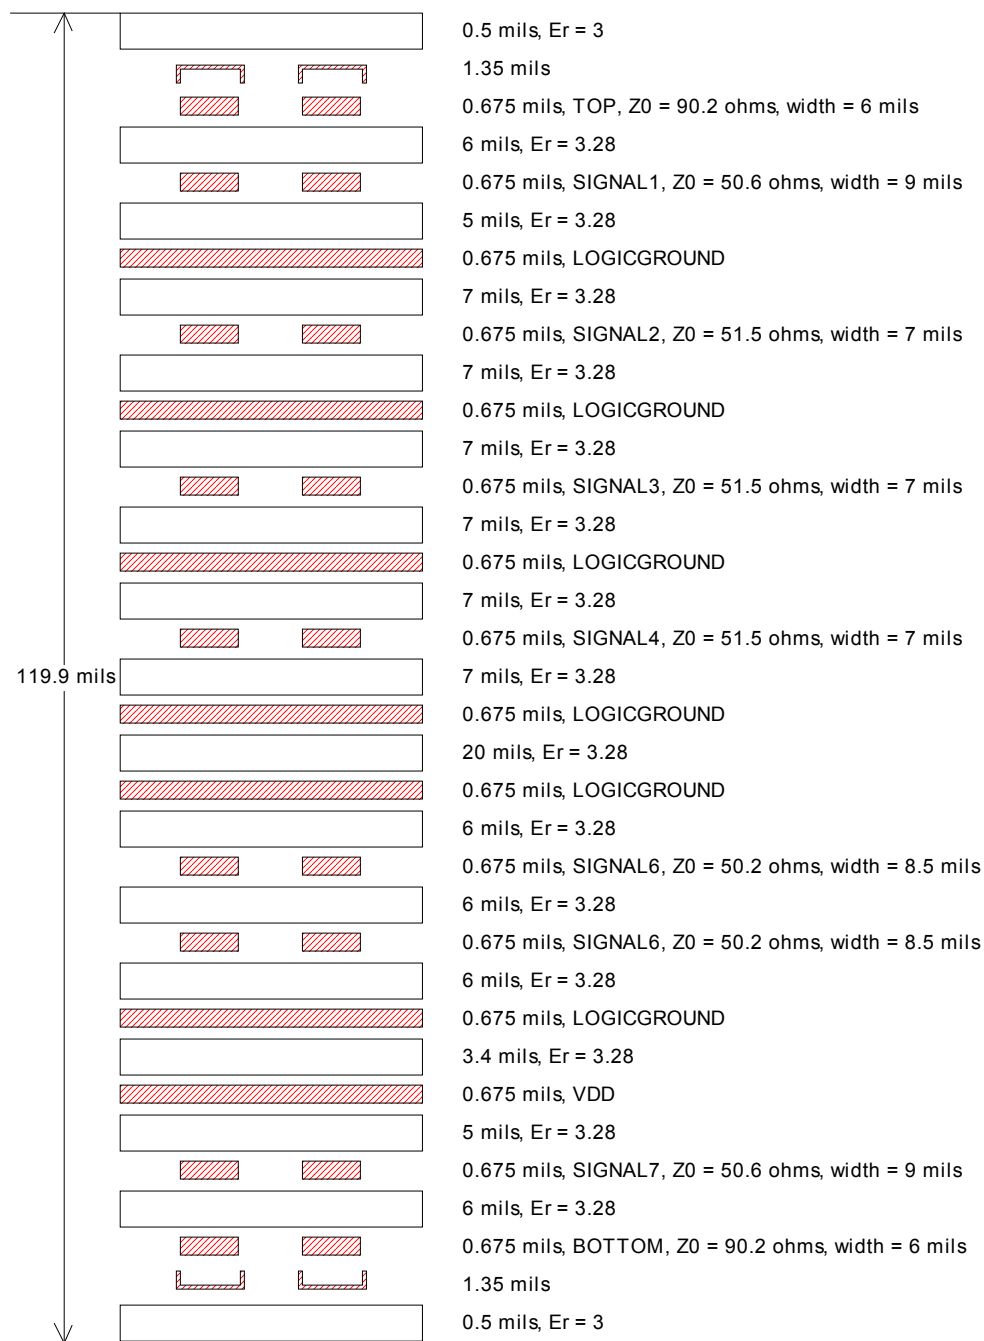 0.5 mils, Er = 3
1.35 mils
0.675 mils, TOP, Z0 = 90.2 ohms, width = 6 mils
6 mils, Er = 3.28
0.675 mils, SIGNAL1, Z0 = 50.6 ohms, width = 9 mils
5 mils, Er = 3.28
0.675 mils, LOGICGROUND
7 mils, Er = 3.28
0.675 mils, SIGNAL2, Z0 = 51.5 ohms, width = 7 mils
7 mils, Er = 3.28
0.675 mils, LOGICGROUND
7 mils, Er = 3.28
0.675 mils, SIGNAL3, Z0 = 51.5 ohms, width = 7 mils
7 mils, Er = 3.28
0.675 mils, LOGICGROUND
7 mils, Er = 3.28
0.675 mils, SIGNAL4, Z0 = 51.5 ohms, width = 7 mils
119.9 mils
7 mils, Er = 3.28
0.675 mils, LOGICGROUND
20 mils, Er = 3.28
0.675 mils, LOGICGROUND
6 mils, Er = 3.28
0.675 mils, SIGNAL6, Z0 = 50.2 ohms, width = 8.5 mils
6 mils, Er = 3.28
0.675 mils, SIGNAL6, Z0 = 50.2 ohms, width = 8.5 mils
6 mils, Er = 3.28
0.675 mils, LOGICGROUND
3.4 mils, Er = 3.28
0.675 mils, VDD
5 mils, Er = 3.28
0.675 mils, SIGNAL7, Z0 = 50.6 ohms, width = 9 mils
6 mils, Er = 3.28
0.675 mils, BOTTOM, Z0 = 90.2 ohms, width = 6 mils
1.35 mils
0.5 mils, Er = 3